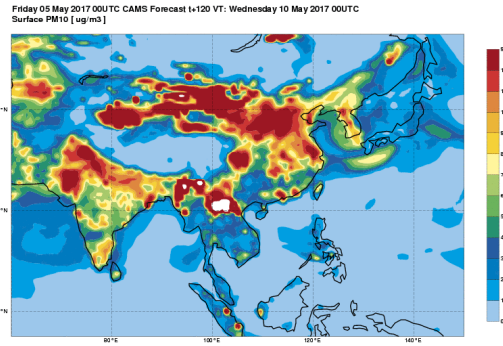 Friday 05 May 2017 00UTC CAMS Forecast t+120 VT: Wednesday 10 May 2017 00UTC
Surface PM10 [ ug/m3 ]
°N
°N
°N
80°E
100°E
120°E
140°E